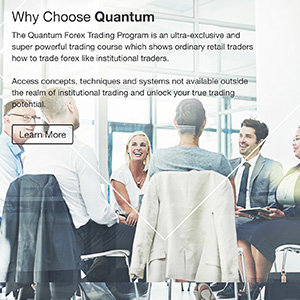 Why Choose Quantum
The Quantum Forex Trading Program is an ultra-exclusive and
super powerful trading course which shows ordinary retail traders
how to trade forex like institutional traders.
Access concepts, techniques and systems not available outside
the realm of institutional trading and unlock your true trading
potential.
Learn More